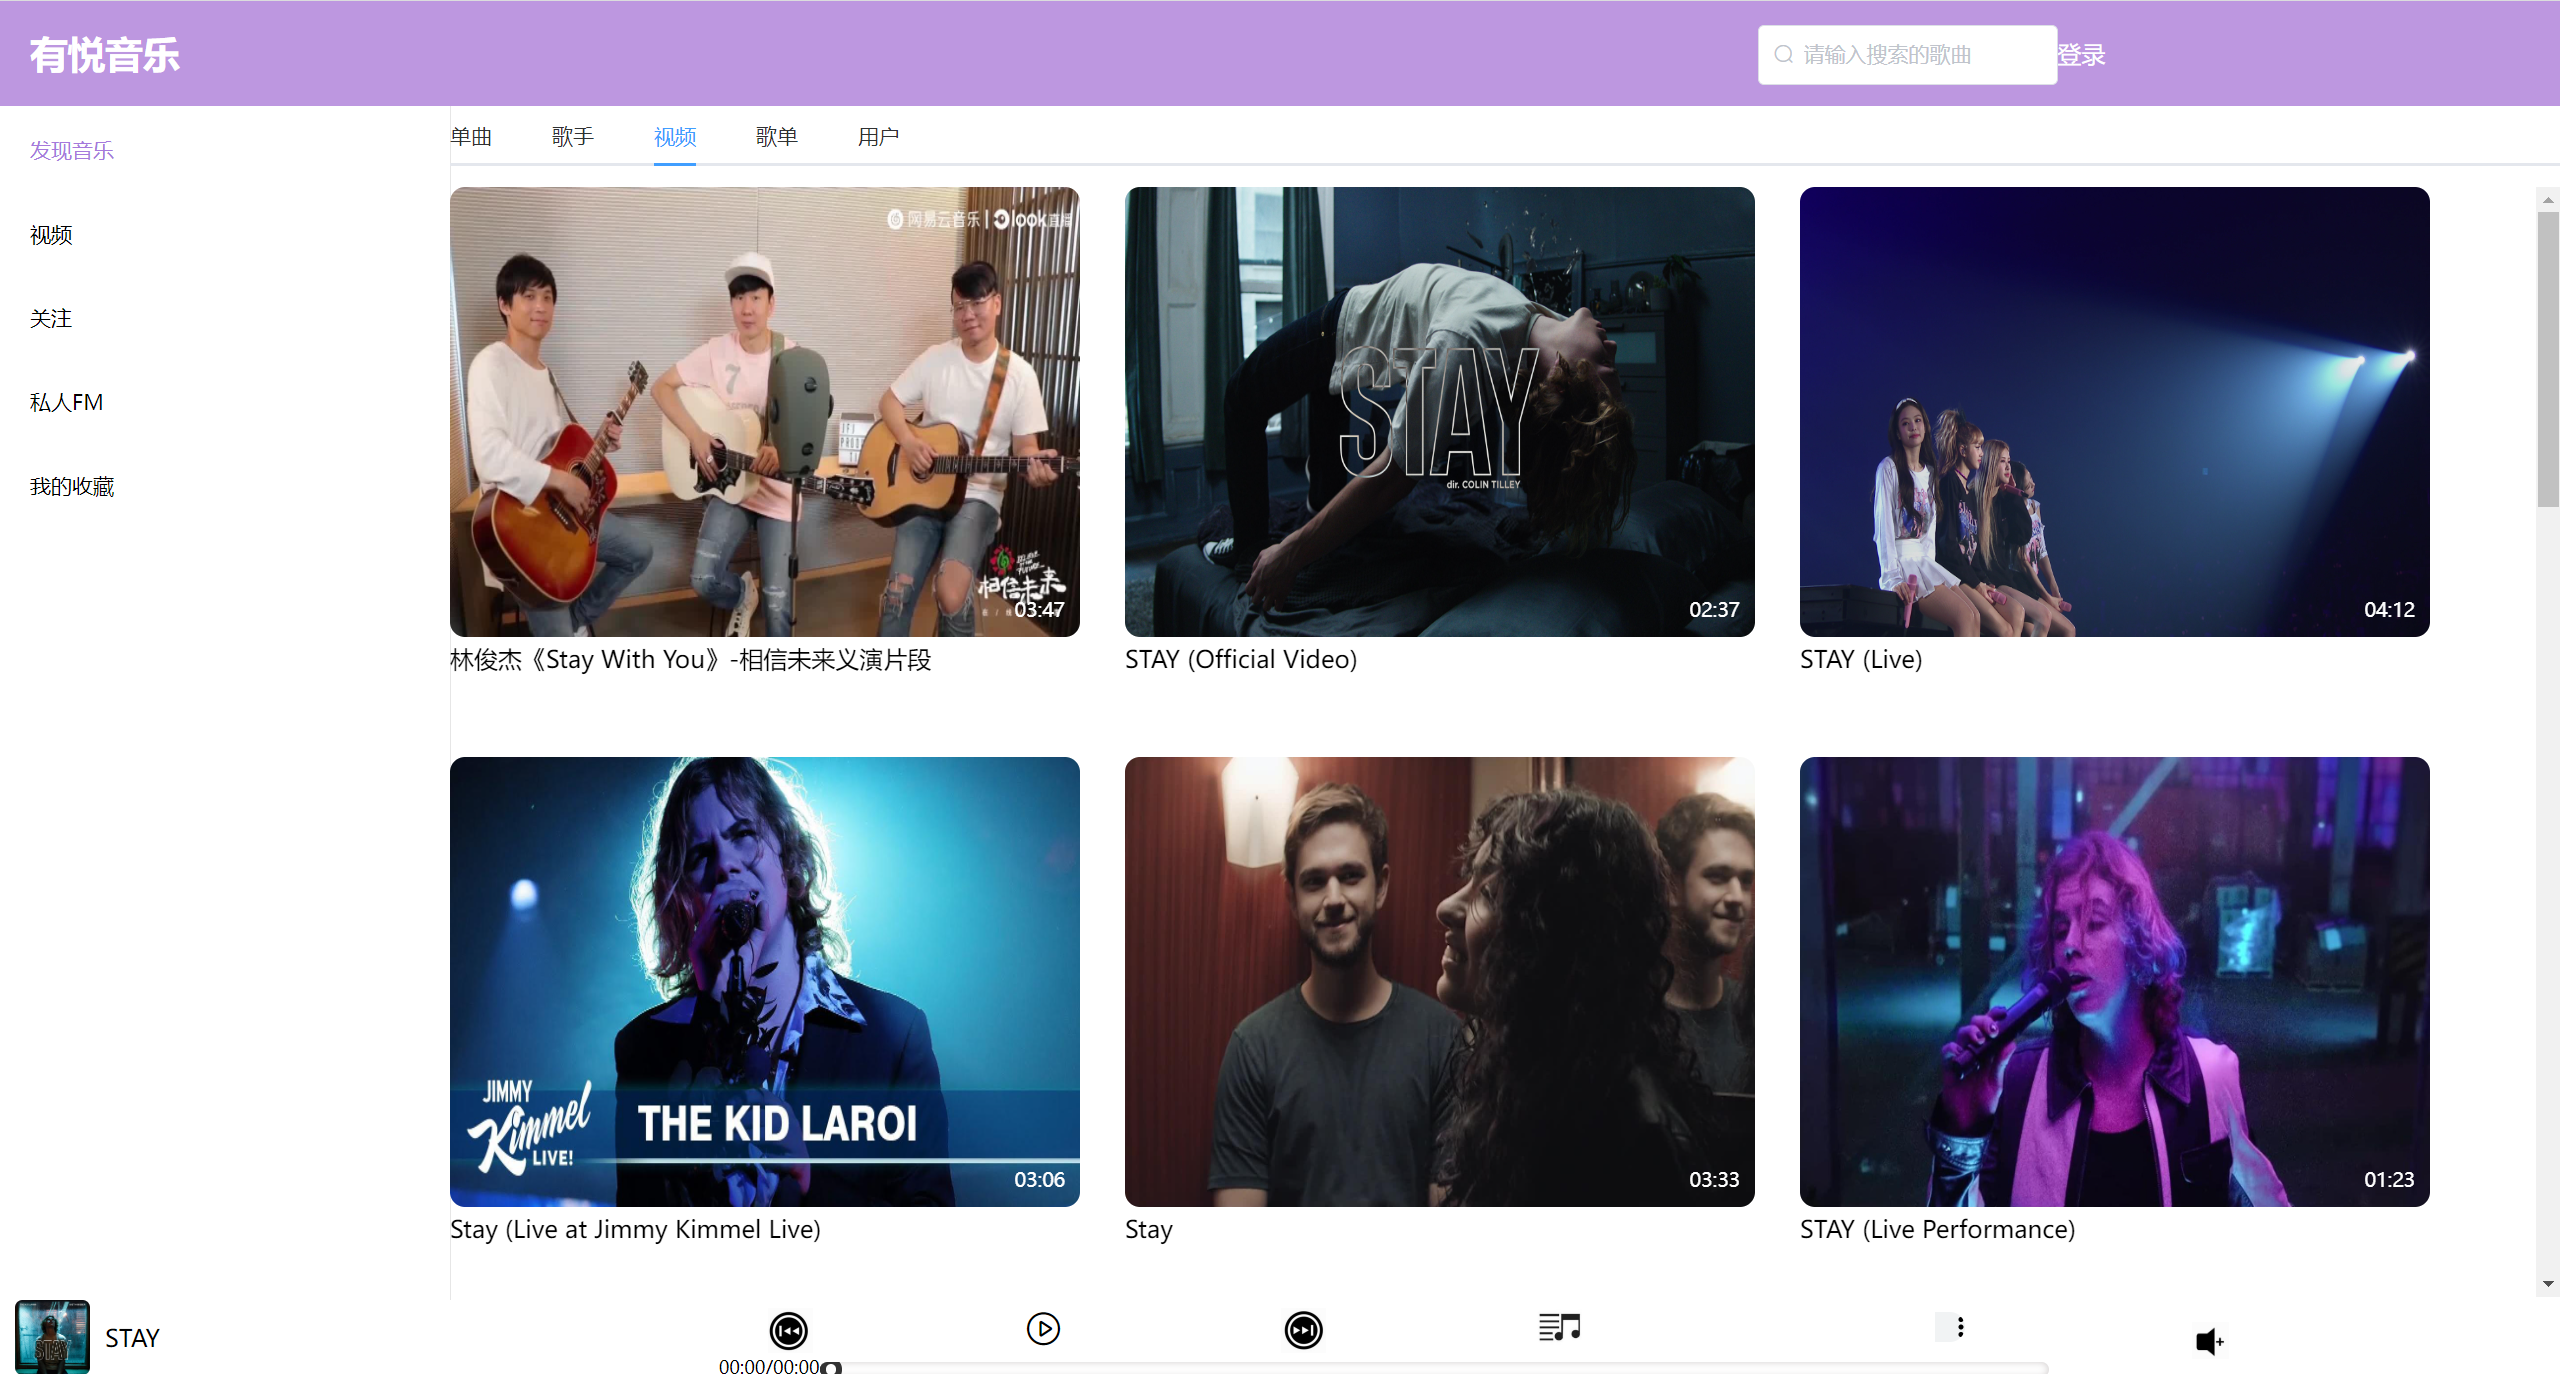 有悦音乐
请输入搜索的歌曲
登录
发现音乐
视频
关注
私人FM
我的收藏
单曲
歌手
视频
歌单
用户
网易云音乐 | look直播
7
相信未来
03:47
林俊杰《Stay With You》-相信未来义演片段
STAY
dir. COLIN TILLEY
02:37
STAY (Official Video)
04:12
STAY (Live)
JIMMY
Kimmel
LIVE!
THE KID LAROI
03:06
Stay (Live at Jimmy Kimmel Live)
03:33
Stay
01:23
STAY (Live Performance)
STAY
STAY
00:00/00:00